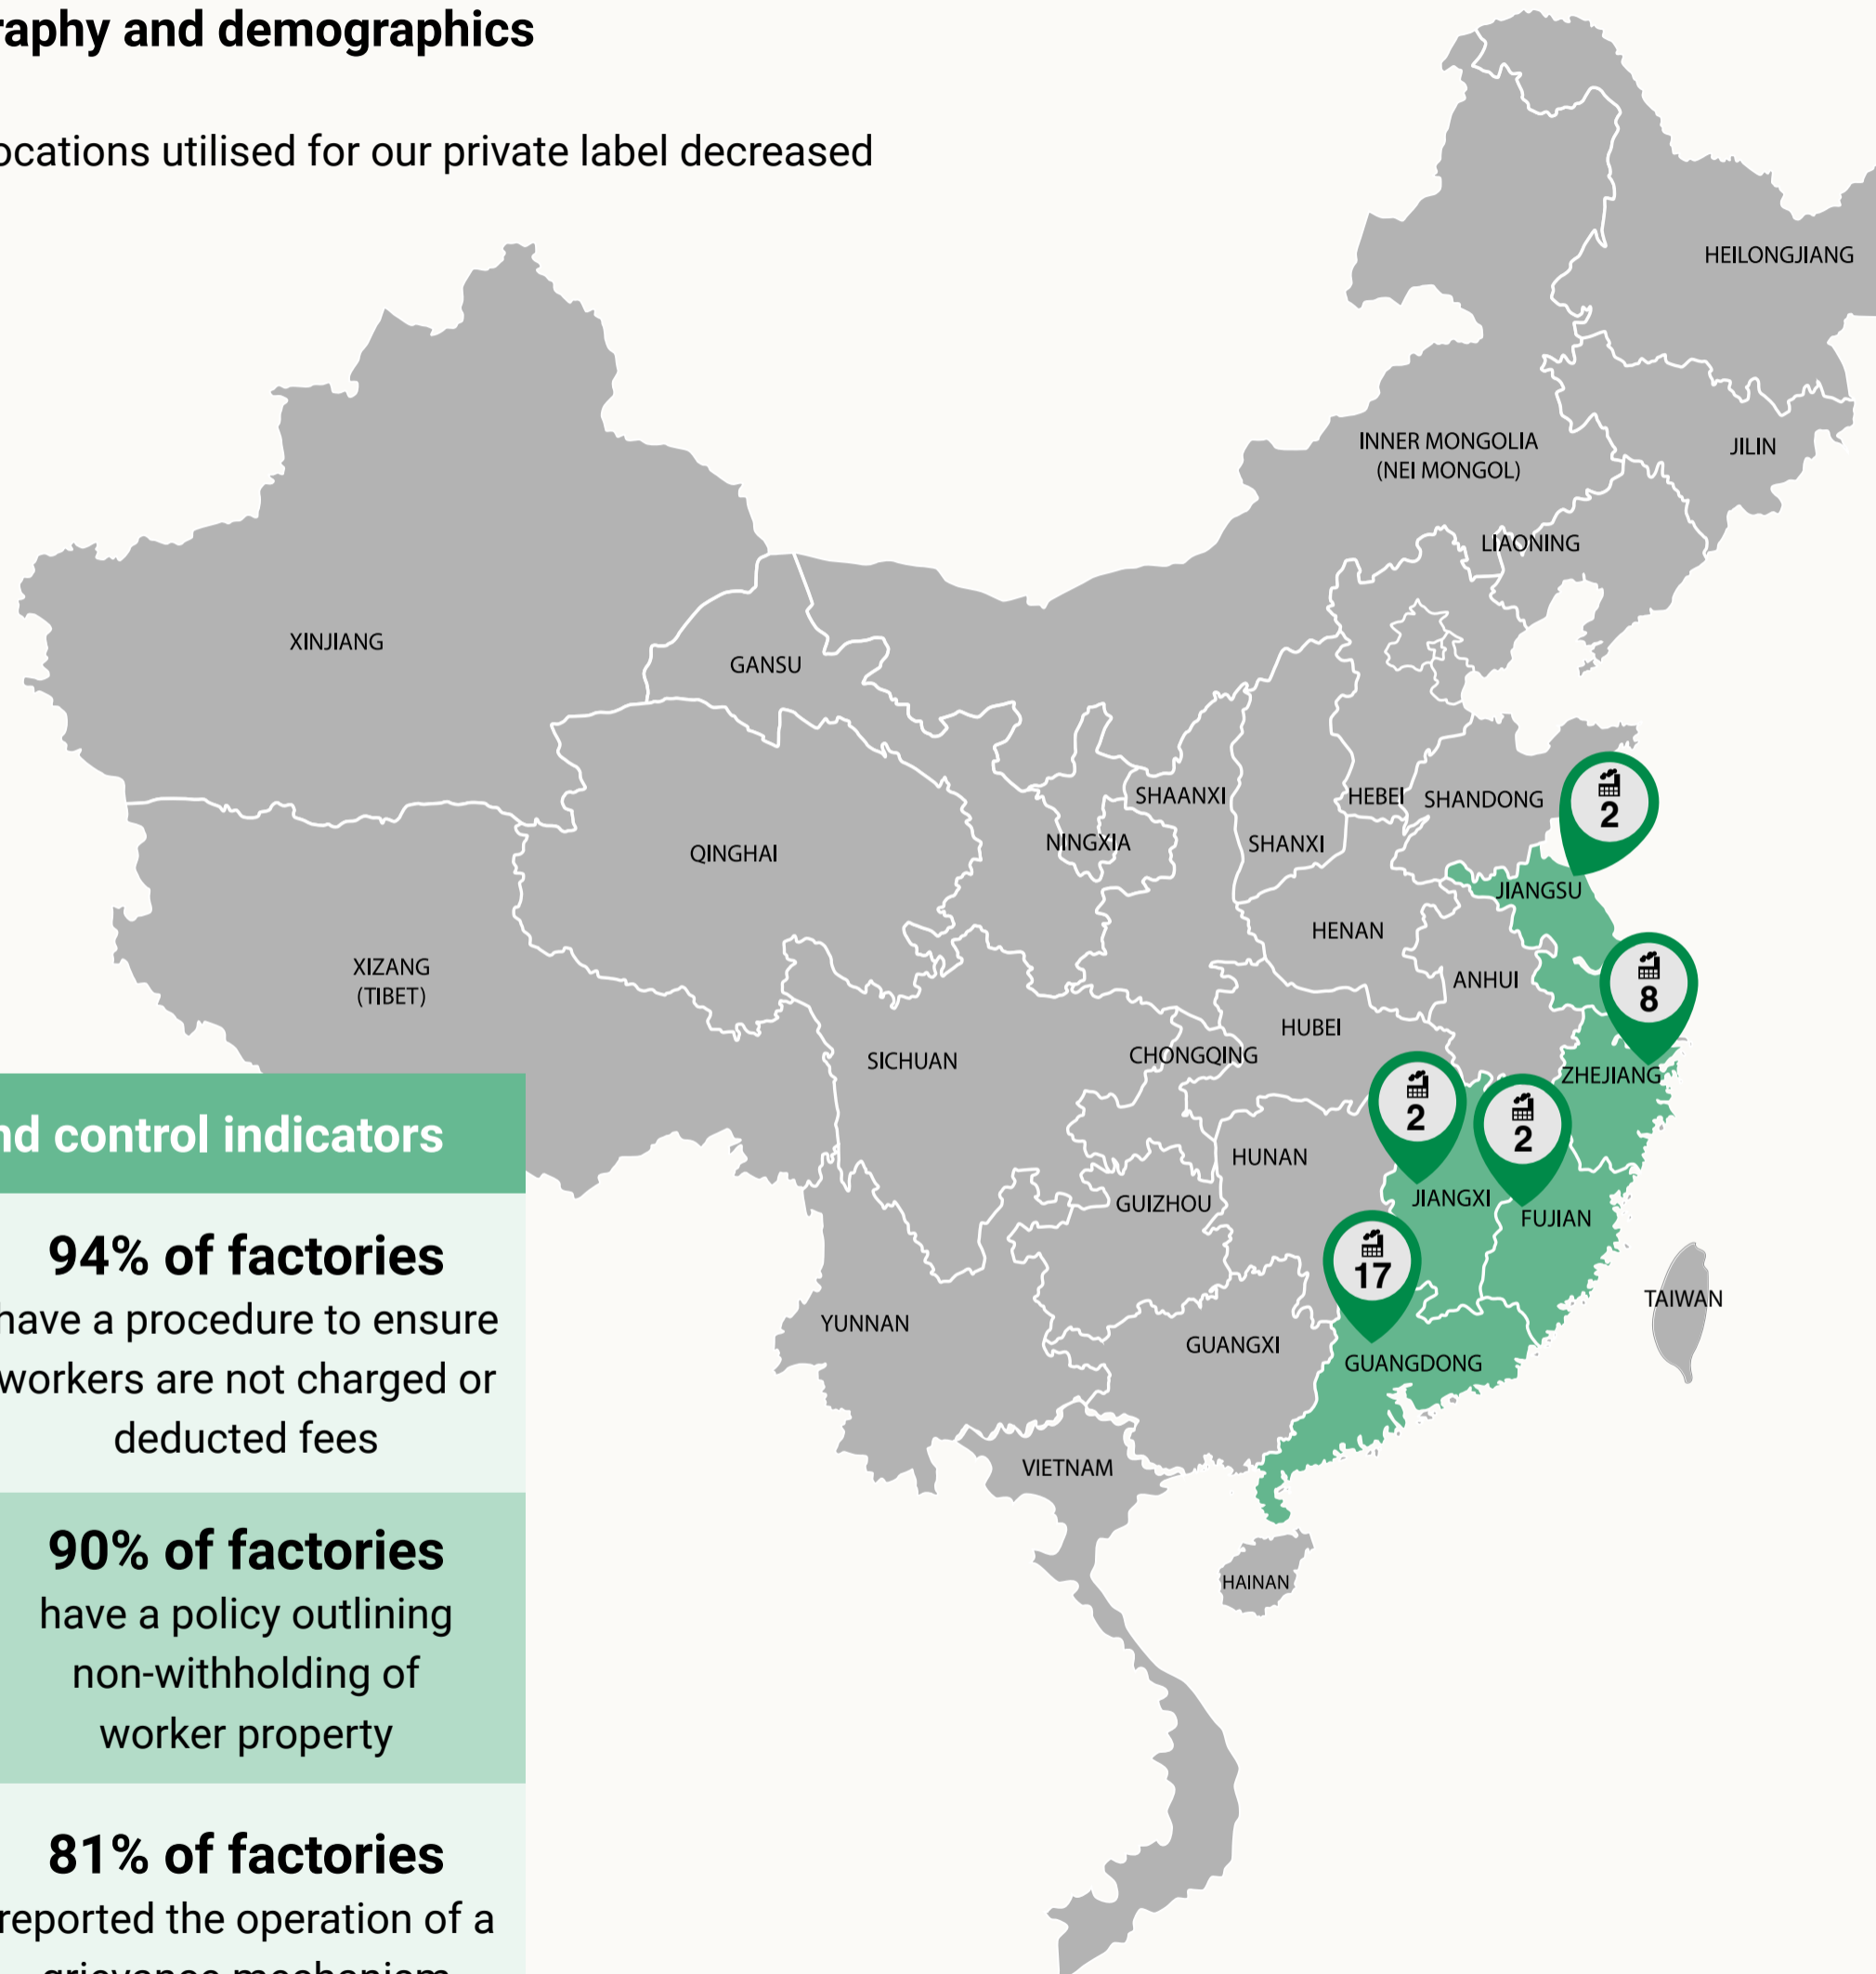 raphy and demographics
ocations utilised for our private label decreased
HEILONGJIANG
INNER MONGOLIA
(NEI MONGOL)
JILIN
LIAONING
XINJIANG
GANSU
SHAANXI
HEBEI
SHANDONG
2
NINGXIA
SHANXI
QINGHAI
JIANGSU
HENAN
XIZANG
(TIBET)
ANHUI
8
HUBEI
SICHUAN
CHONGQING
ZHEJIANG
2
2
HUNAN
GUIZHOU
JIANGXI
FUJIAN
17
TAIWAN
YUNNAN
GUANGXI
GUANGDONG
VIETNAM
HAINAN
nd control indicators
94% of factories
have a procedure to ensure
workers are not charged or
deducted fees
90% of factories
have a policy outlining
non-withholding of
worker property
81% of factories
reported the operation of a
grievance mechanism